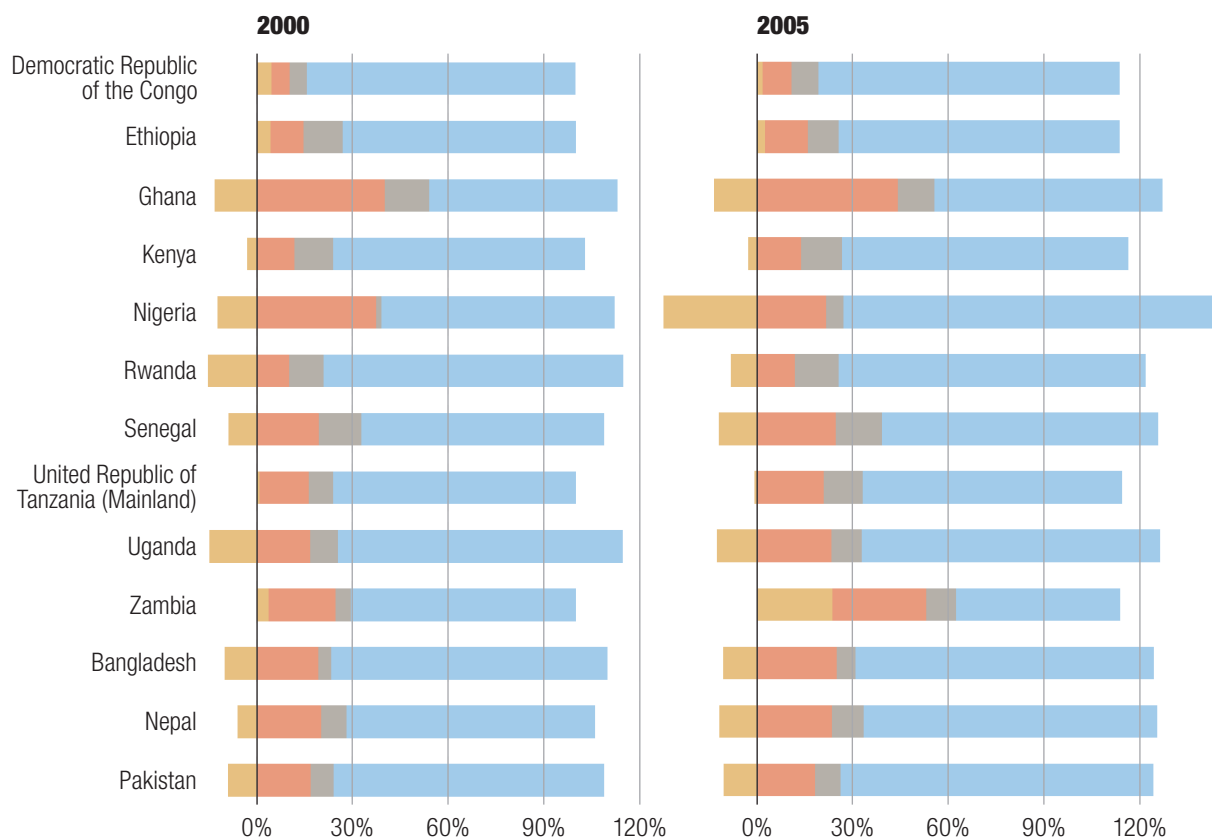 2000
2005
Democratic Republic
of the Congo
Ethiopia
Ghana
Kenya
Nigeria
Rwanda
Senegal
United Republic of
Tanzania (Mainland)
Uganda
Zambia
Bangladesh
Nepal
Pakistan
0% 30% 60% 90% 120%
0% 30% 60% 90% 120%